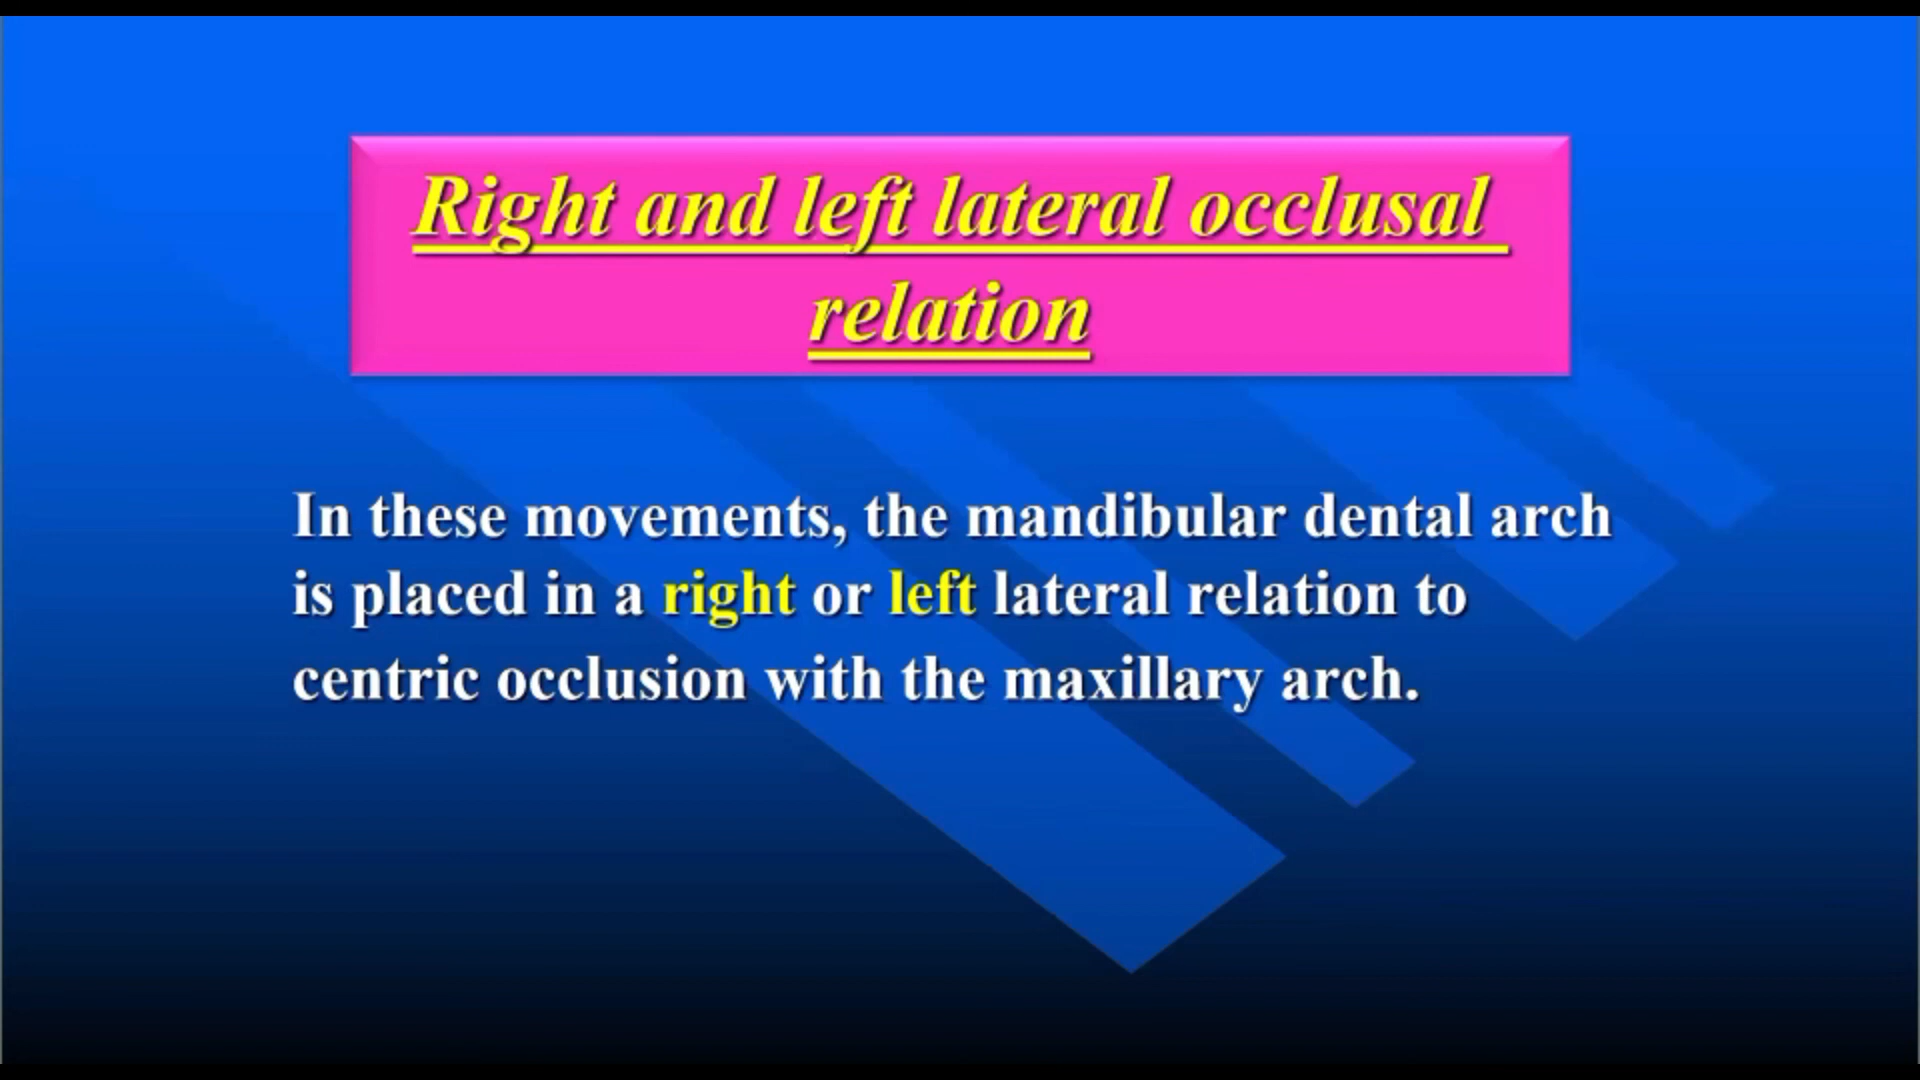 Right and left lateral occlusal
relation
In these movements, the mandibular dental arch
is placed in a right or left lateral relation to
centric occlusion with the maxillary arch.